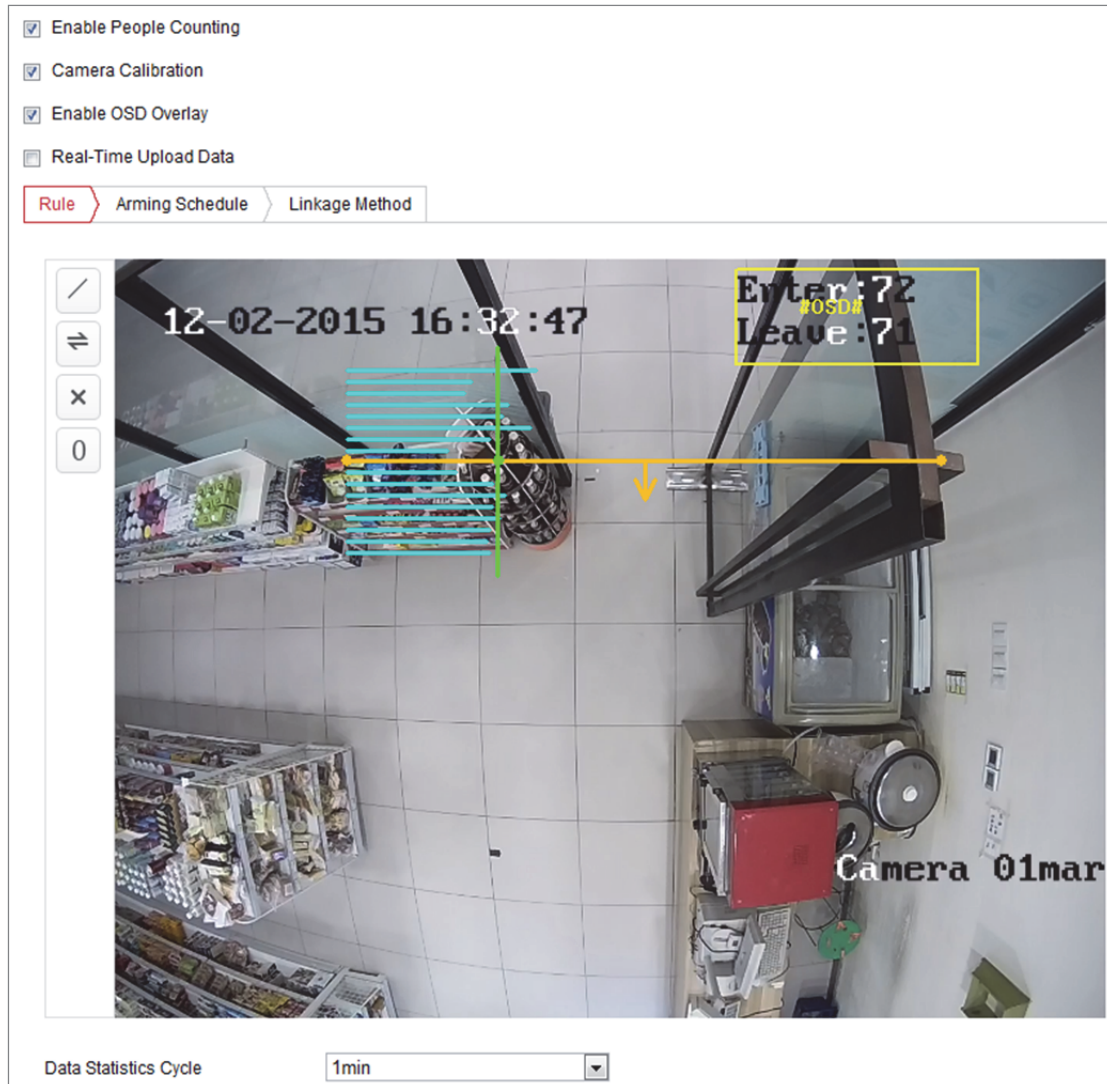 Enable People Counting
Camera Calibration
Enable OSD Overlay
Real-Time Upload Data
Rule
Arming Schedule
Linkage Method
12-02-2015 16:32:47
Enter:72
#OSD#
Leave:71
0
Camera 01mar
Data Statistics Cycle
1min